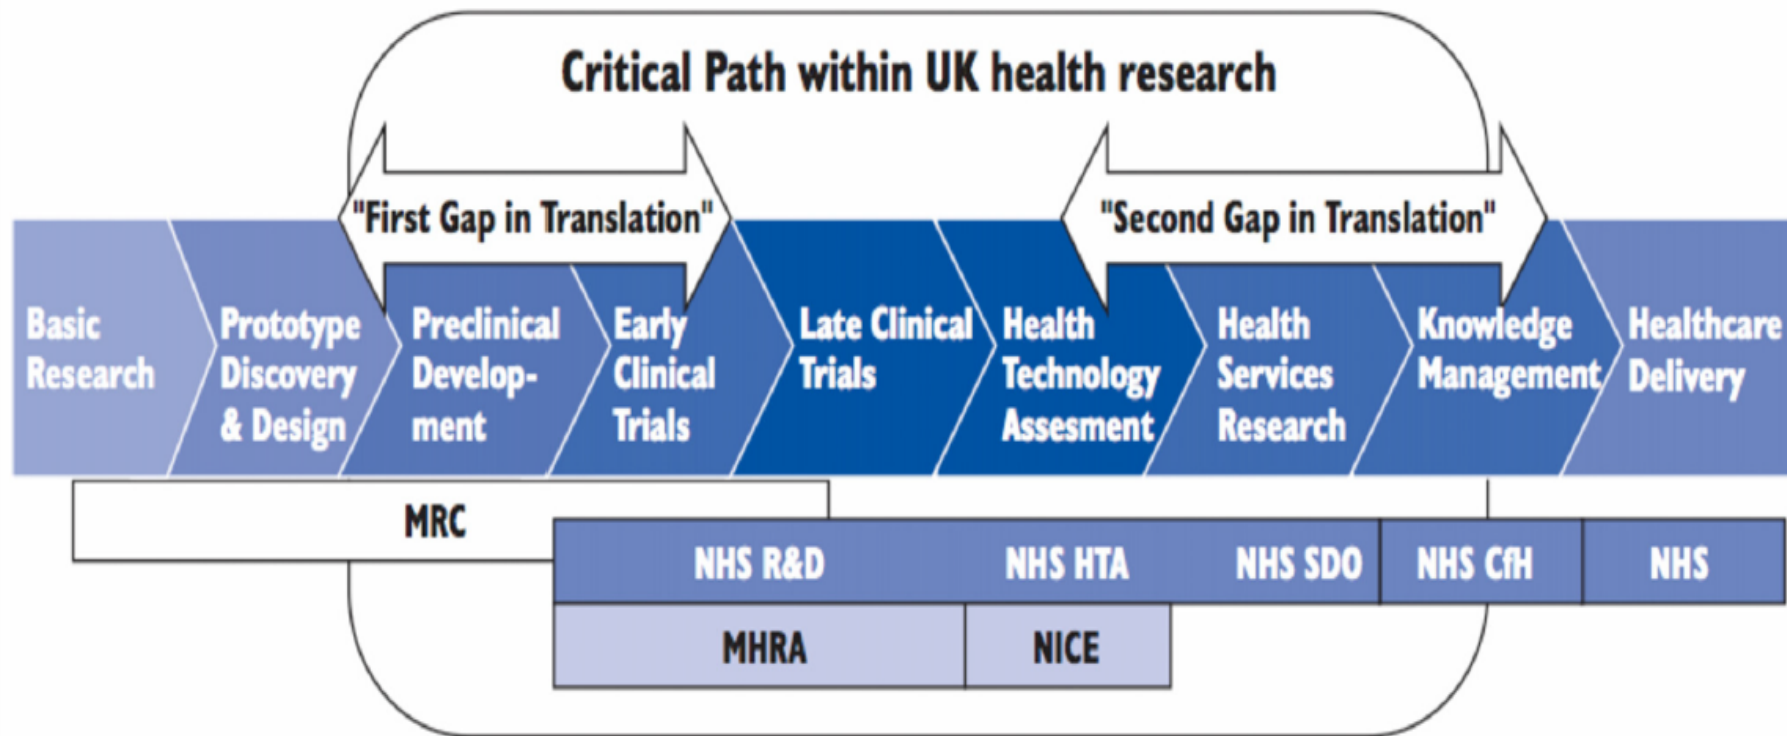 Critical Path within UK health research
"First Gap in Translation"
"Second Gap in Translation"
Basic
Research
Prototype
Discovery
& Design
Preclinical
Develop-
ment
Early
Clinical
Trials
Late Clinical
Trials
Health
Technology
Assesment
Health
Services
Research
Knowledge
Management
Healthcare
Delivery
MRC
NHS R&D
NHS HTA
NHS SDO
NHS CfH
NHS
MHRA
NICE